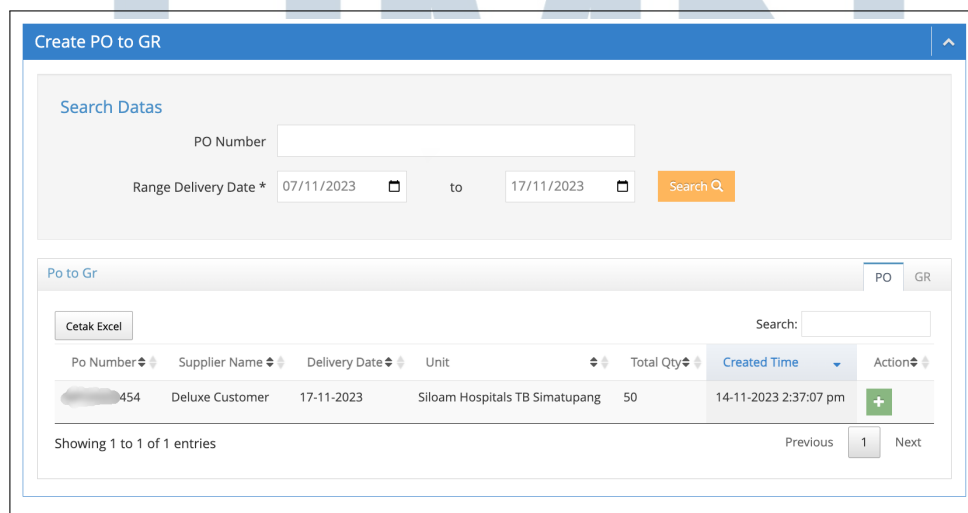 Create PO to GR
Search Datas
PO Number
Range Delivery Date * 07/11/2023 to 17/11/2023 Search
Po to Gr PO GR
Cetak Excel Search:
Po Number Supplier Name Delivery Date Unit Total Qty Created Time Action
454 Deluxe Customer 17-11-2023 Siloam Hospitals TB Simatupang 50 14-11-2023 2:37:07 pm
Showing 1 to 1 of 1 entries Previous 1 Next